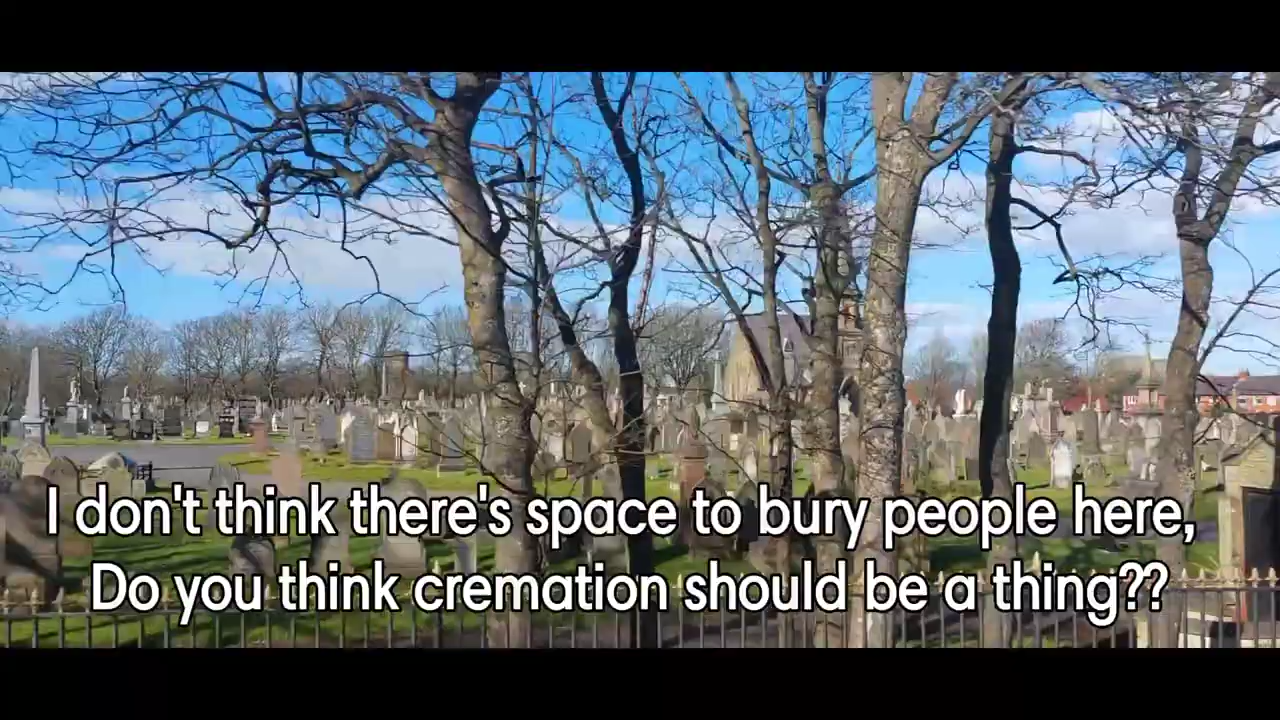 I don't think there's space to bury people here,
Do you think cremation should be a thing??